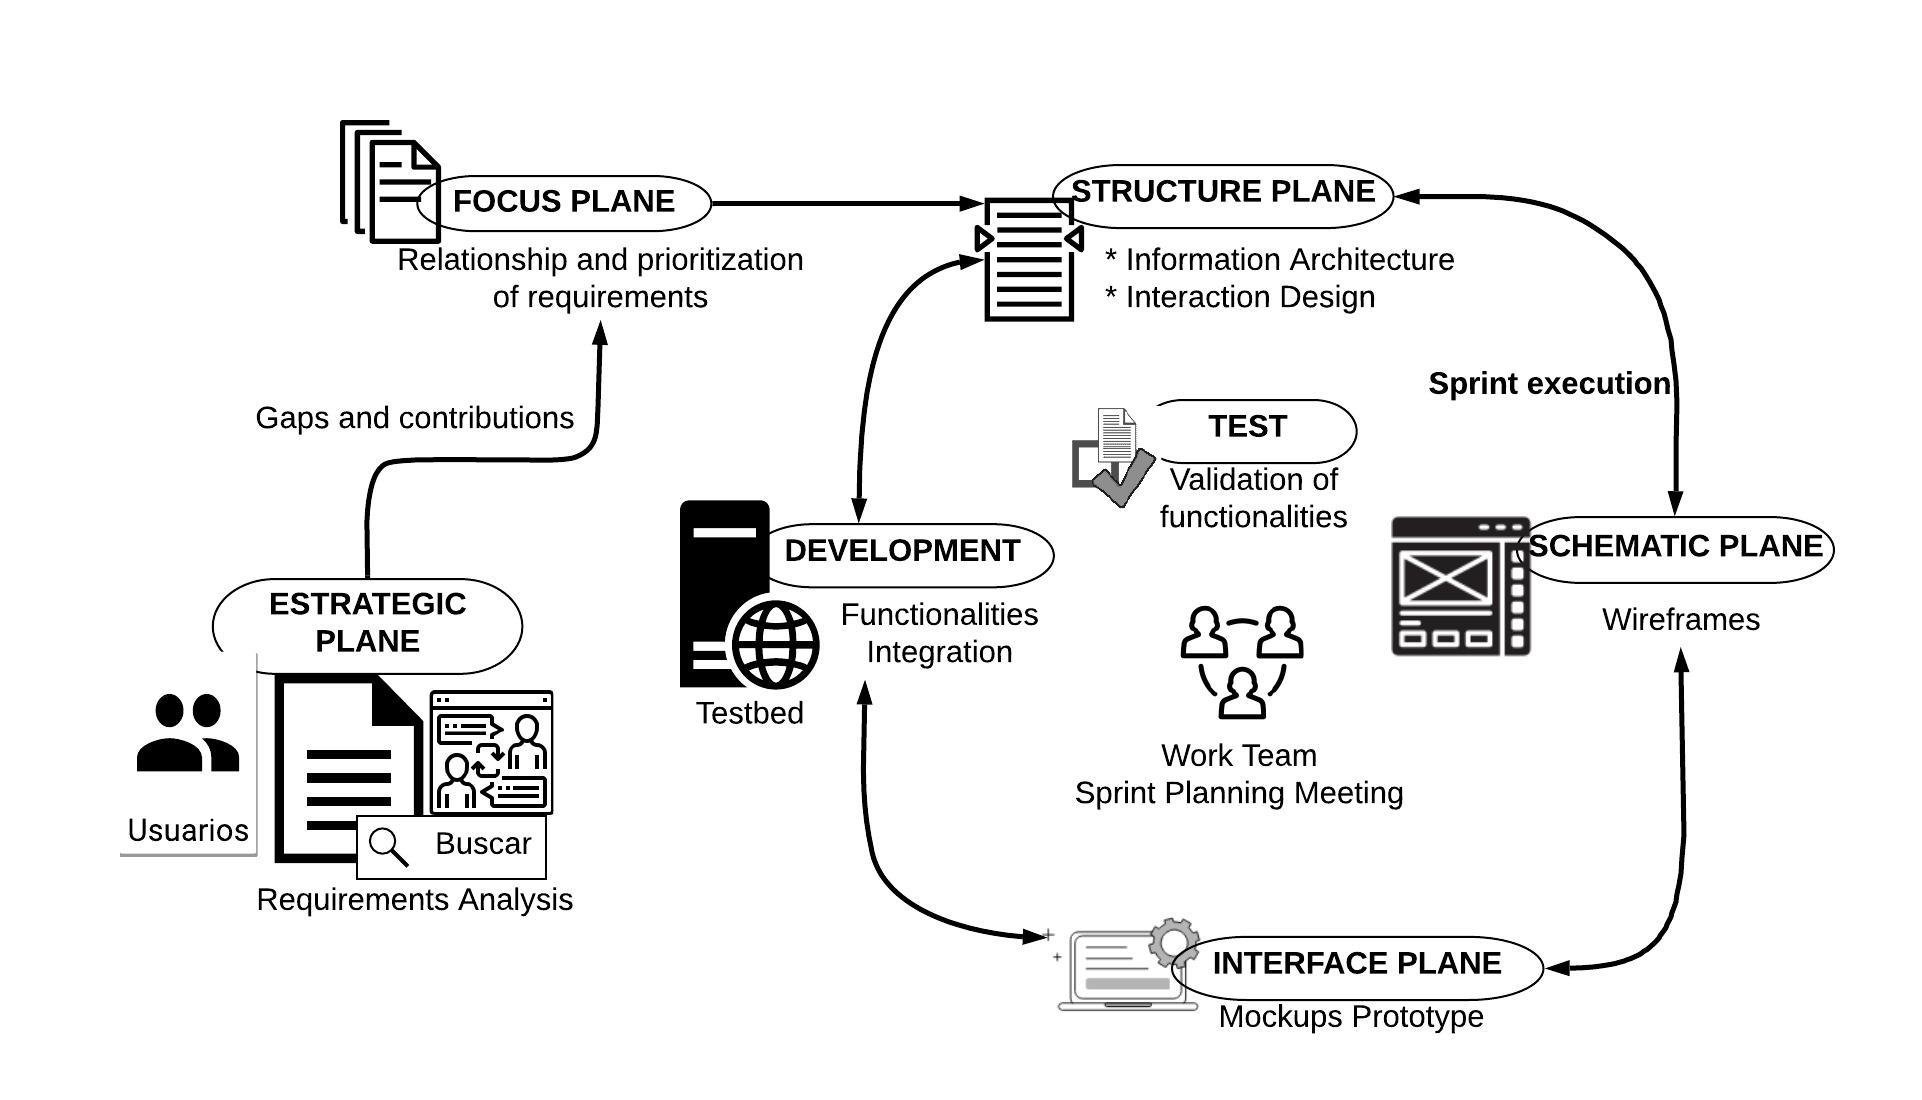 FOCUS PLANE
Relationship and prioritization
of requirements
STRUCTURE PLANE
* Information Architecture
* Interaction Design
Sprint execution
Gaps and contributions
TEST
Validation of
functionalities
DEVELOPMENT
Functionalities
Integration
Testbed
SCHEMATIC PLANE
Wireframes
ESTRATEGIC
PLANE
Usuarios
Buscar
Requirements Analysis
Work Team
Sprint Planning Meeting
INTERFACE PLANE
Mockups Prototype